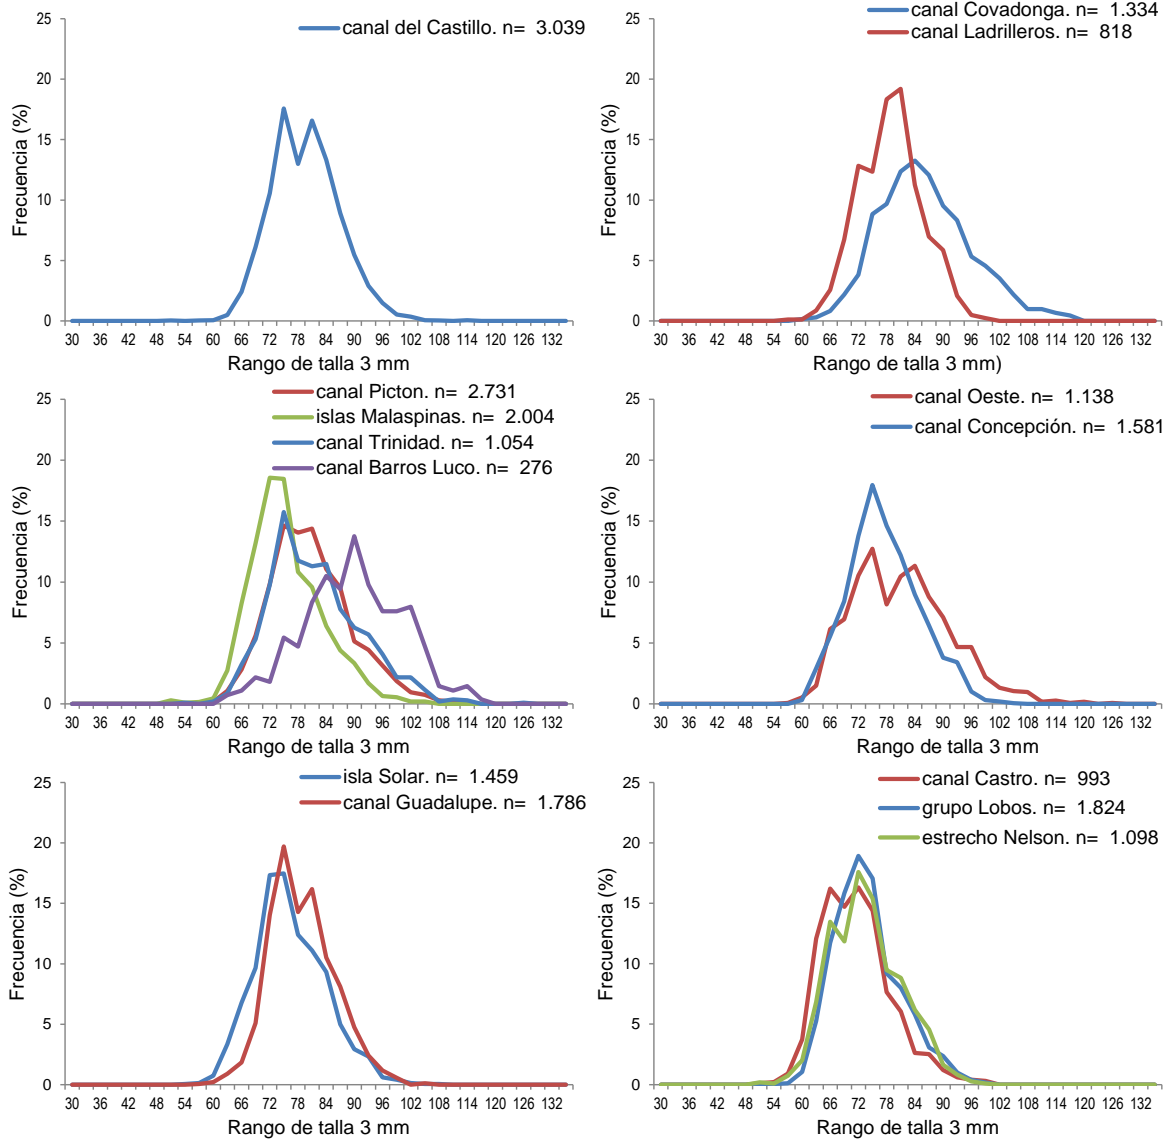 canal del Castillo. n= 3.039
25
20
15
10
5
0
Frecuencia (%)
30 36 42 48 54 60 66 72 78 84 90 96 102 108 114 120 126 132
Rango de talla 3 mm
canal Covadonga. n= 1.334
canal Ladrilleros. n= 818
25
20
15
10
5
0
Frecuencia (%)
30 36 42 48 54 60 66 72 78 84 90 96 102 108 114 120 126 132
Rango de talla 3 mm)
canal Picton. n= 2.731
islas Malaspinas. n= 2.004
canal Trinidad. n= 1.054
canal Barros Luco. n= 276
25
20
15
10
5
0
Frecuencia (%)
30 36 42 48 54 60 66 72 78 84 90 96 102 108 114 120 126 132
Rango de talla 3 mm
canal Oeste. n= 1.138
canal Concepción. n= 1.581
25
20
15
10
5
0
Frecuencia (%)
30 36 42 48 54 60 66 72 78 84 90 96 102 108 114 120 126 132
Rango de talla 3 mm
isla Solar. n= 1.459
canal Guadalupe. n= 1.786
25
20
15
10
5
0
Frecuencia (%)
30 36 42 48 54 60 66 72 78 84 90 96 102 108 114 120 126 132
Rango de talla 3 mm
canal Castro. n= 993
grupo Lobos. n= 1.824
estrecho Nelson. n= 1.098
25
20
15
10
5
0
Frecuencia (%)
30 36 42 48 54 60 66 72 78 84 90 96 102 108 114 120 126 132
Rango de talla 3 mm